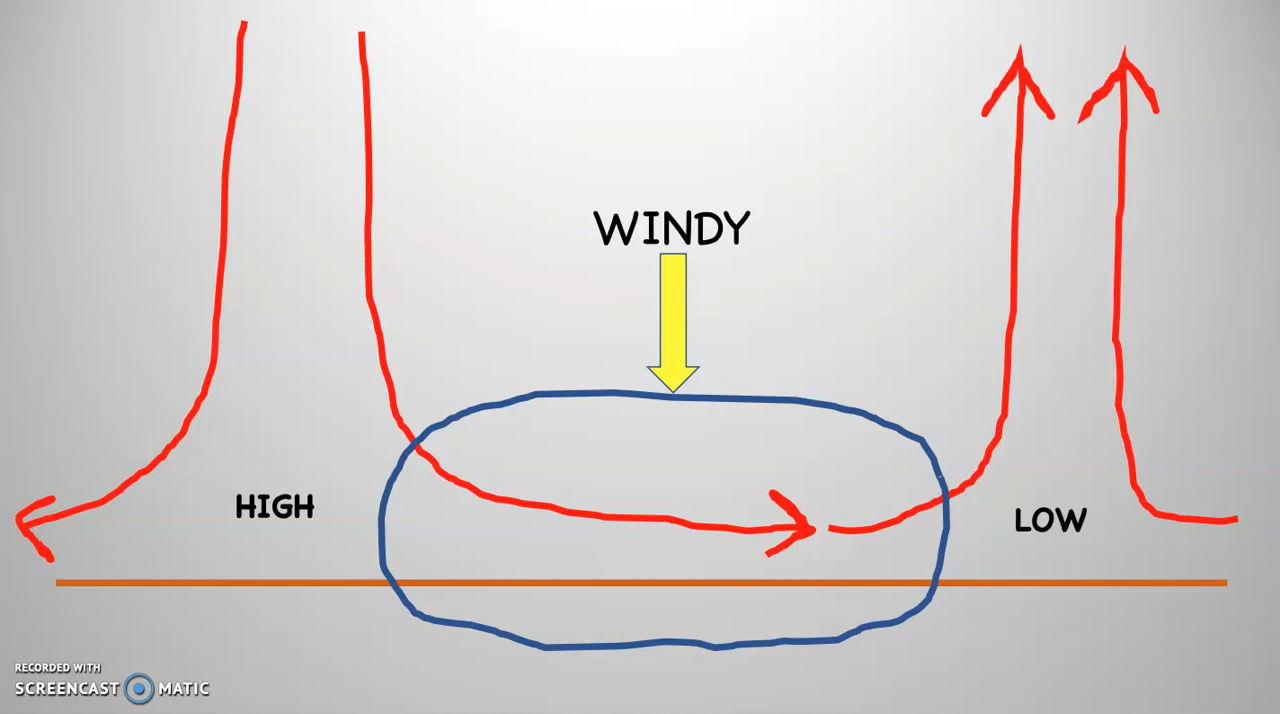 WINDY
HIGH
LOW
RECORDED WITH
SCREENCAST MATIC